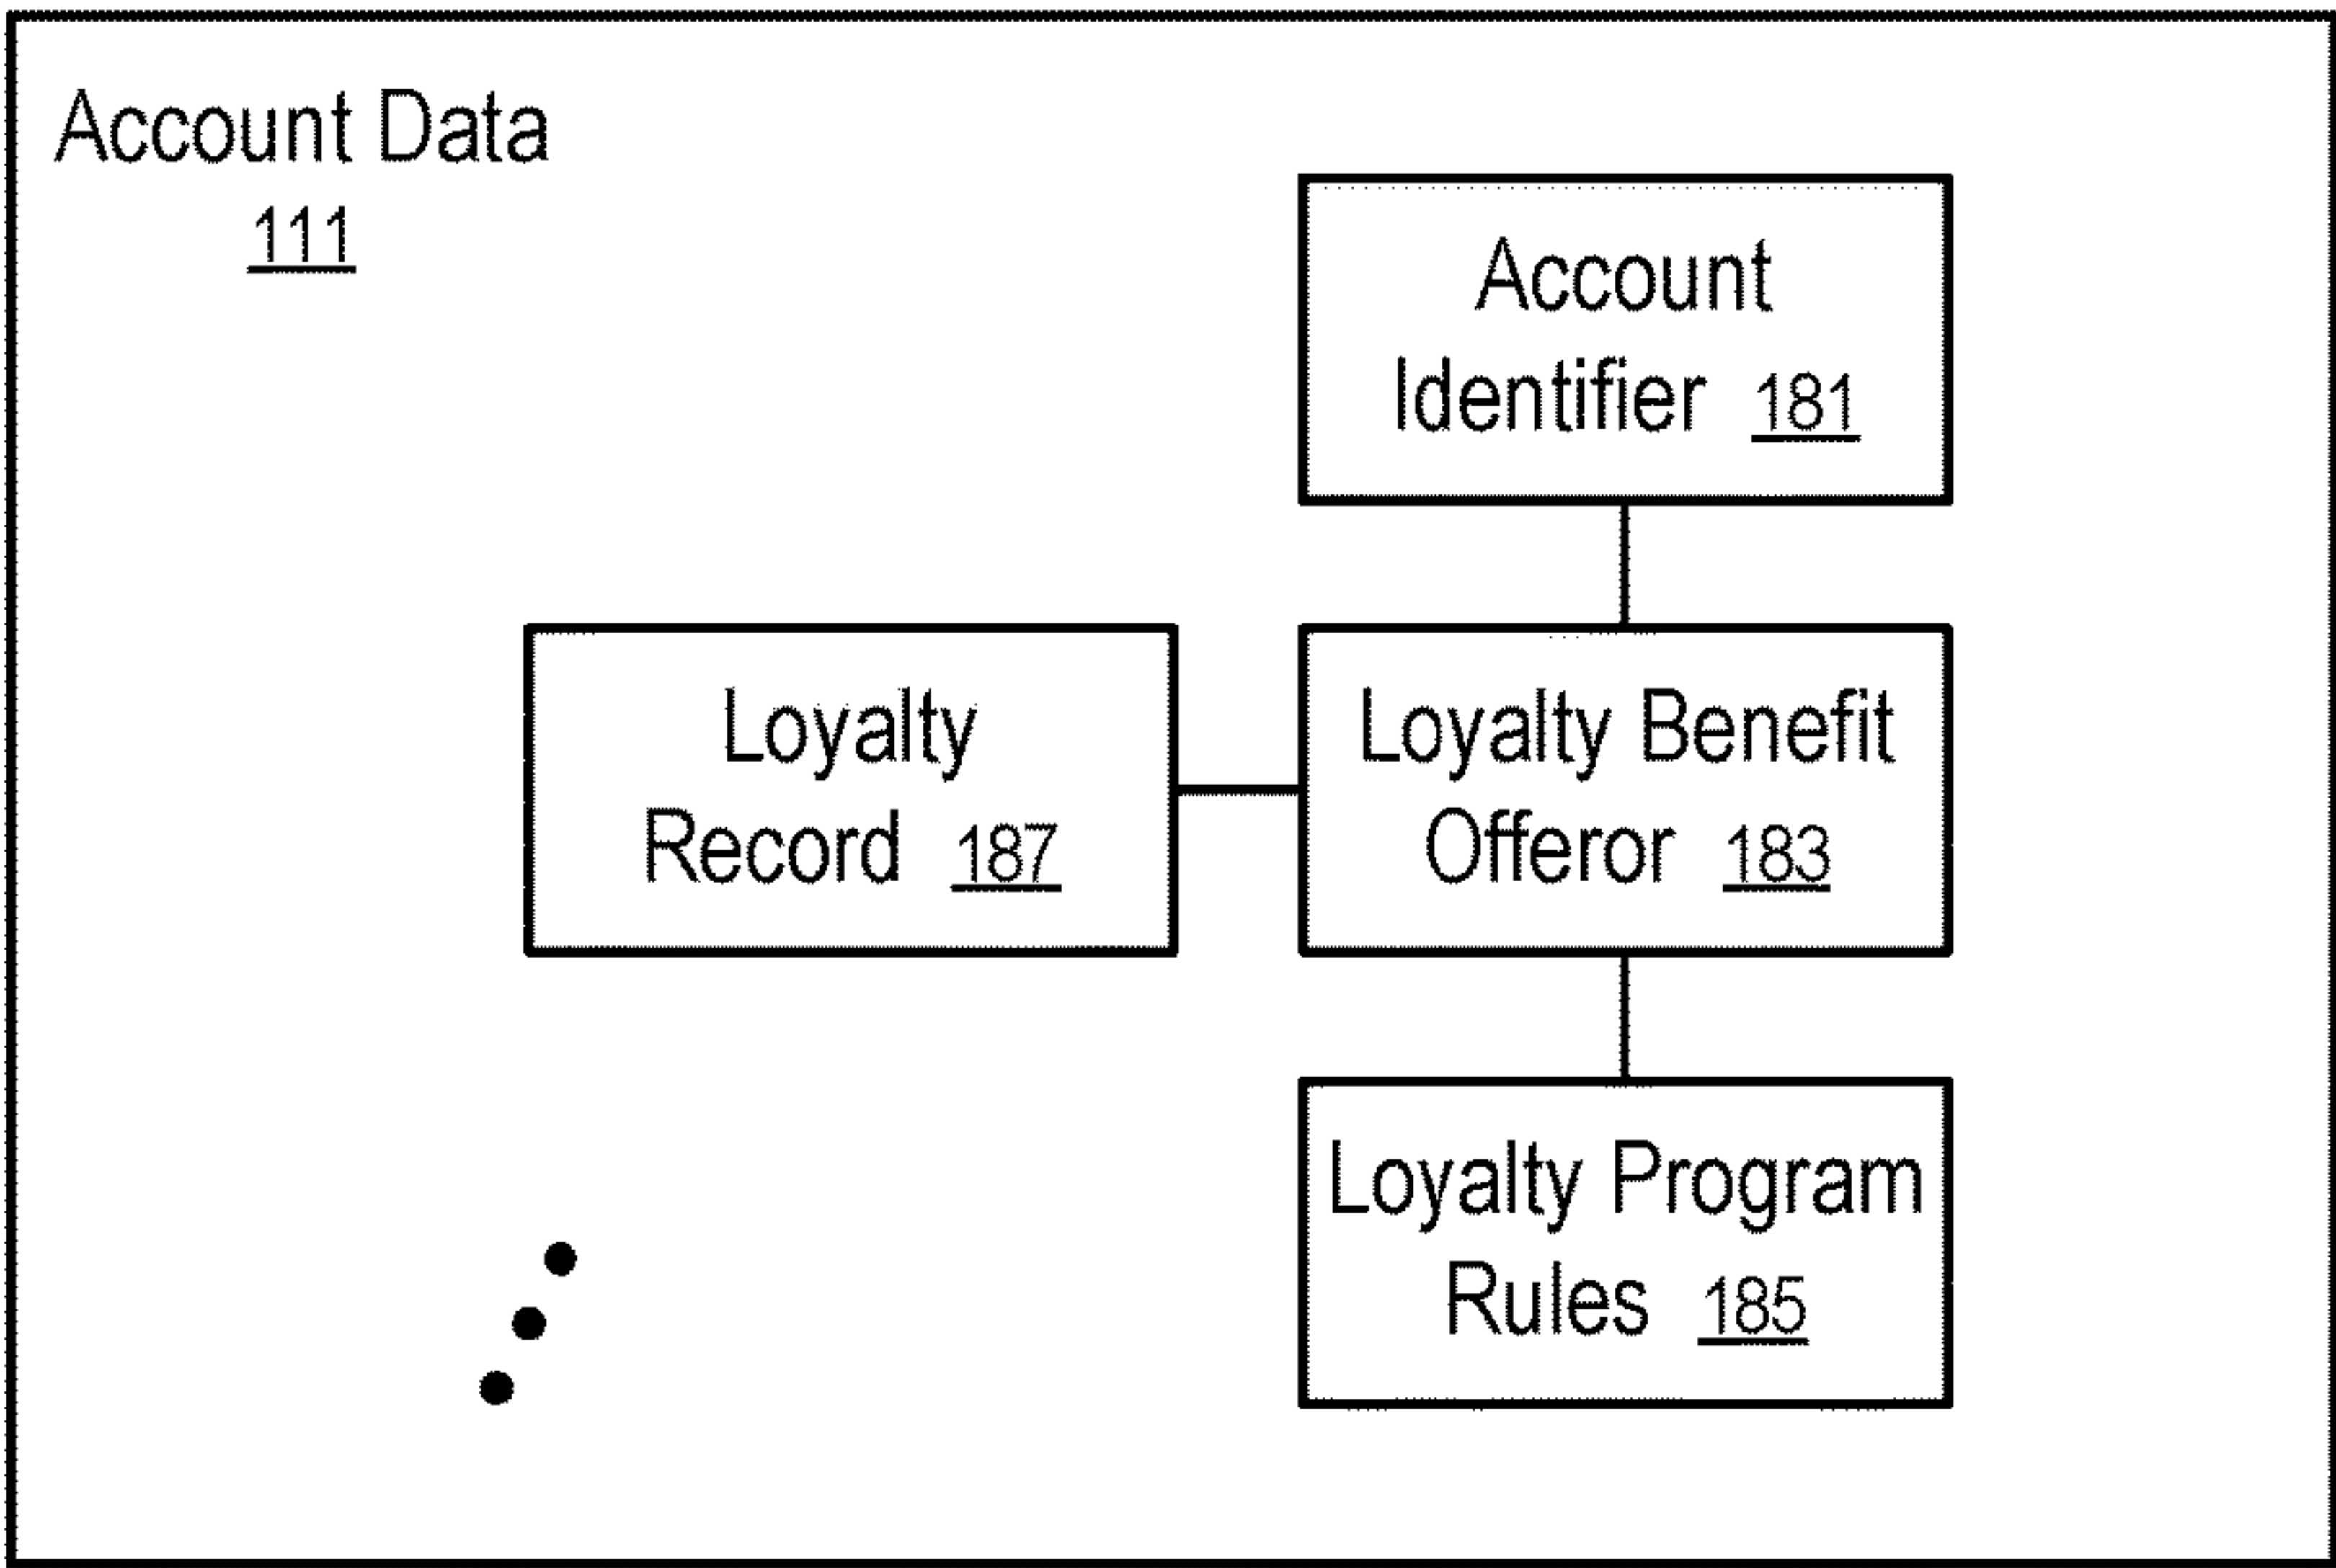 Account Data
111
Account
Identifier 181
Loyalty
Record 187
Loyalty Benefit
Offeror 183
Loyalty Program
Rules 185